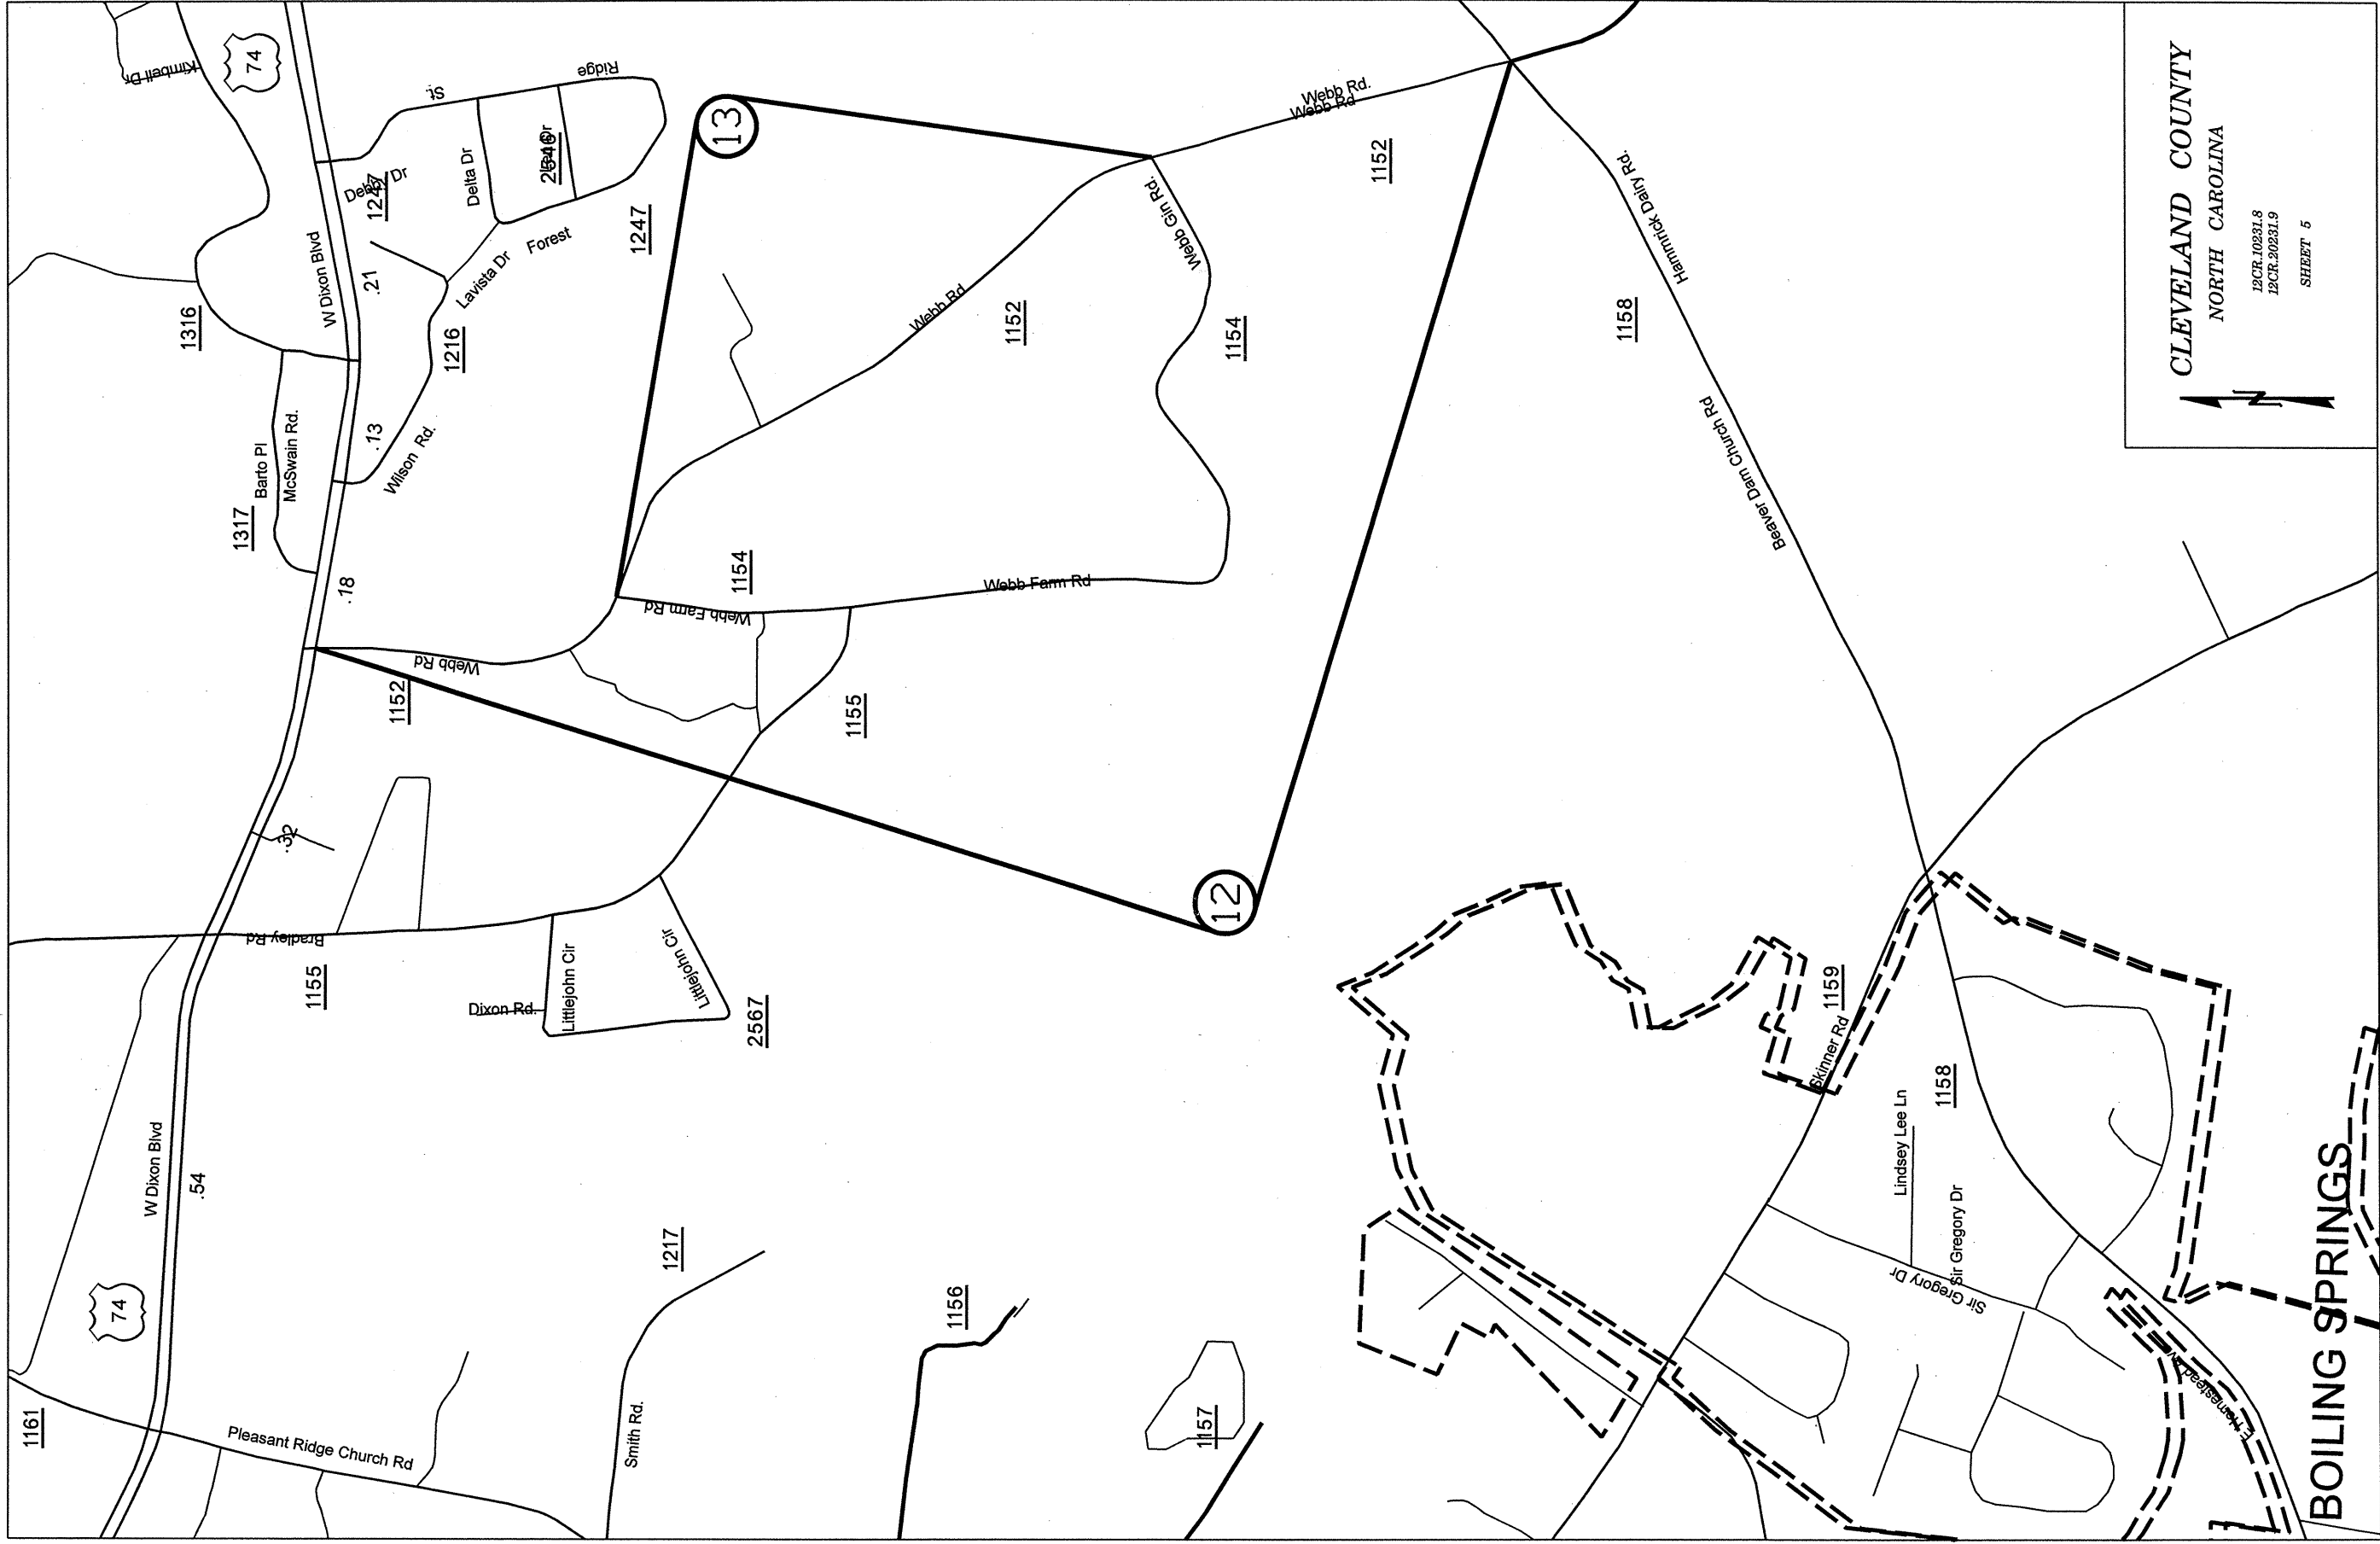 CLEVELAND COUNTY
NORTH CAROLINA
12CR.10231.8
12CR.20231.9
SHEET 5
N
1161
74
W Dixon Blvd
.54
Pleasant Ridge Church Rd
Smith Rd.
1217
1156
1157
Bradley Rd
1155
Dixon Rd.
Littlejohn Cir
Littlejohn Cir
2567
.32
1152
Webb Rd
.18
1317
Barto Pl
McSwain Rd.
.13
Wilson Rd.
1316
W Dixon Blvd
.21
1216
Lavista Dr
Forest
1247
1247
Dr
Delta Dr
St.
Ridge
Kimbell Dr
74
13
1154
Webb Farm Rd
Webb Farm Rd
1155
Webb Rd
1152
Webb Gin Rd.
1154
Webb Rd.
Webb Rd
1152
12
Hamrick Dairy Rd.
1158
Beaver Dam Church Rd
1159
Skinner Rd
1158
Lindsey Lee Ln
Sir Gregory Dr
Sir Gregory Dr
E Homestead
BOILING SPRINGS